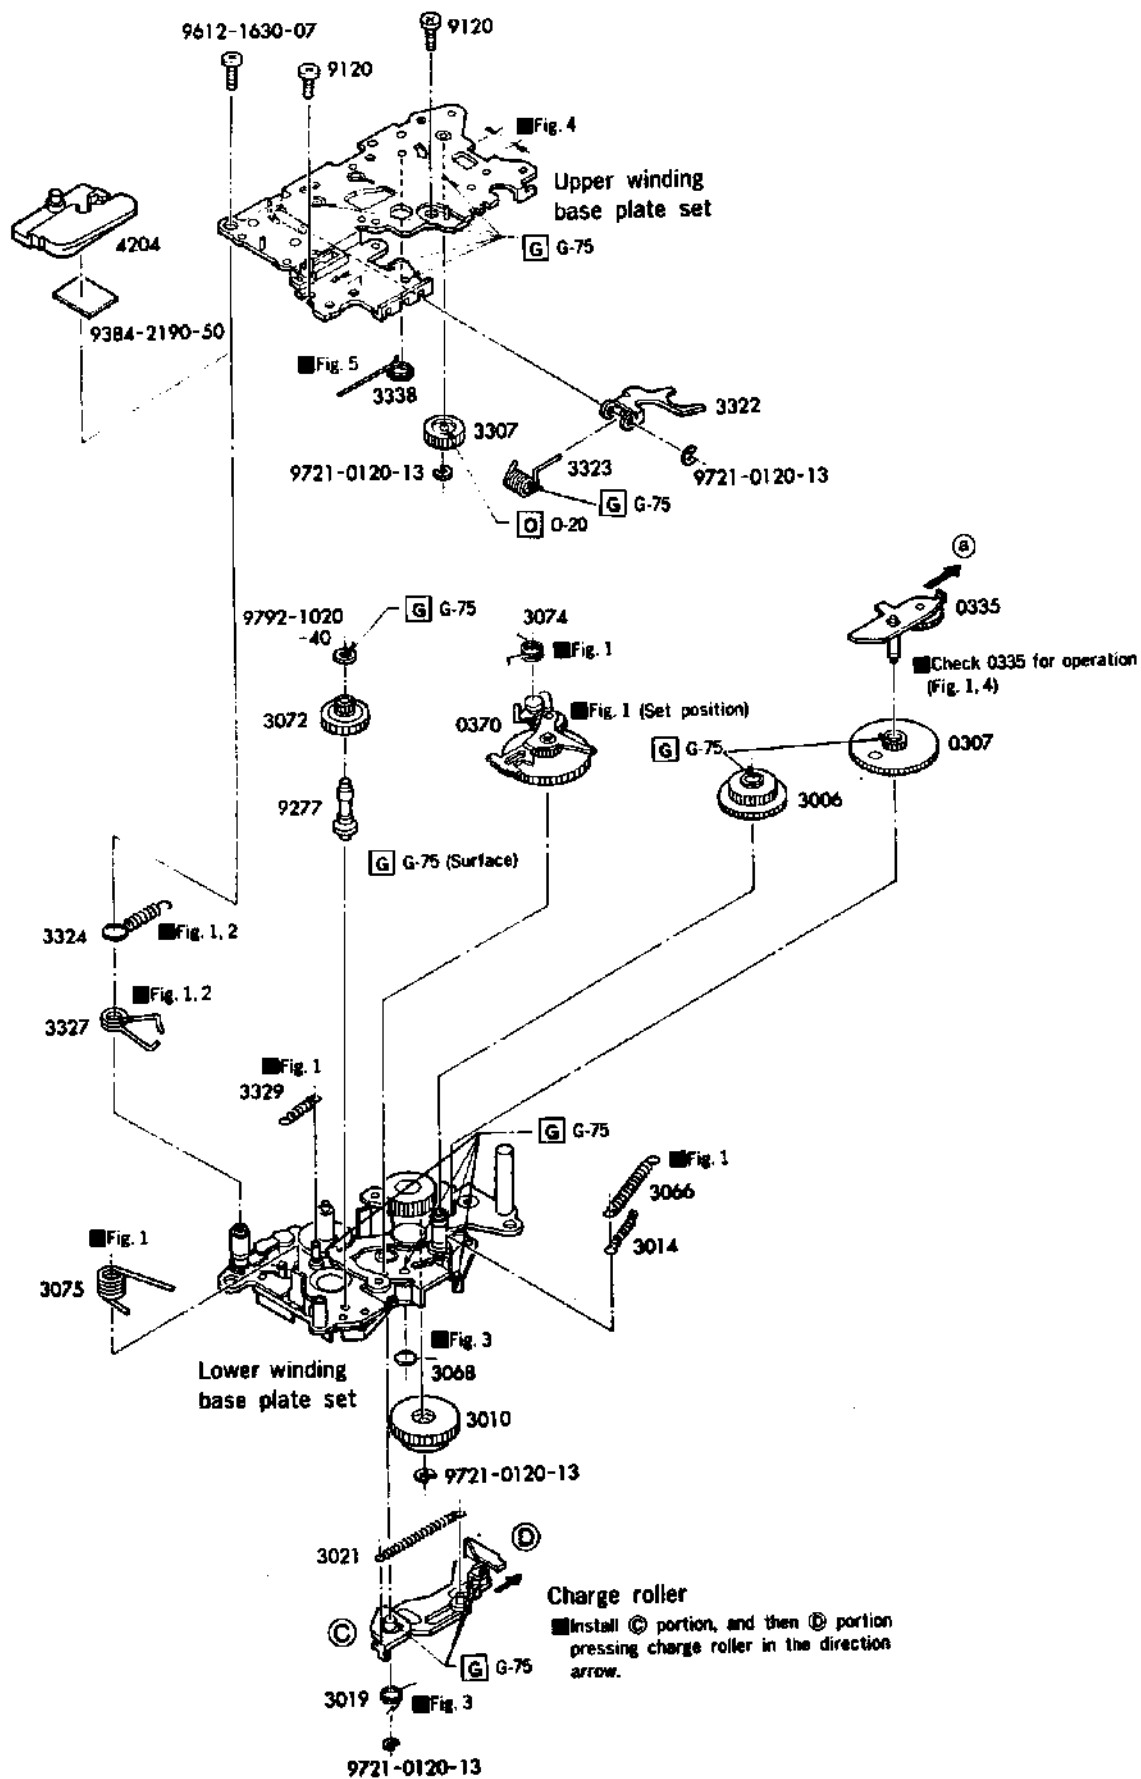 9120
9612-1630-07
9120
■Fig. 4
Upper winding
base plate set
4204
G G-75
9384-2190-50
■Fig. 5
3338
3322
3307
9721-0120-13
3323
9721-0120-13
G G-75
O O-20
a
9792-1020
-40
G G-75
3074
■Fig. 1
0335
■Check 0335 for operation
(Fig. 1, 4)
3072
0370
■Fig. 1 (Set position)
G G-75
0307
3006
9277
G G-75 (Surface)
3324
■Fig. 1, 2
■Fig. 1, 2
3327
■Fig. 1
3329
G G-75
■Fig. 1
3066
3014
■Fig. 1
3075
■Fig. 3
3068
Lower winding
base plate set
3010
9721-0120-13
3021
D
Charge roller
■Install C portion, and then D portion
pressing charge roller in the direction
arrow.
C
G G-75
3019
■Fig. 3
9721-0120-13